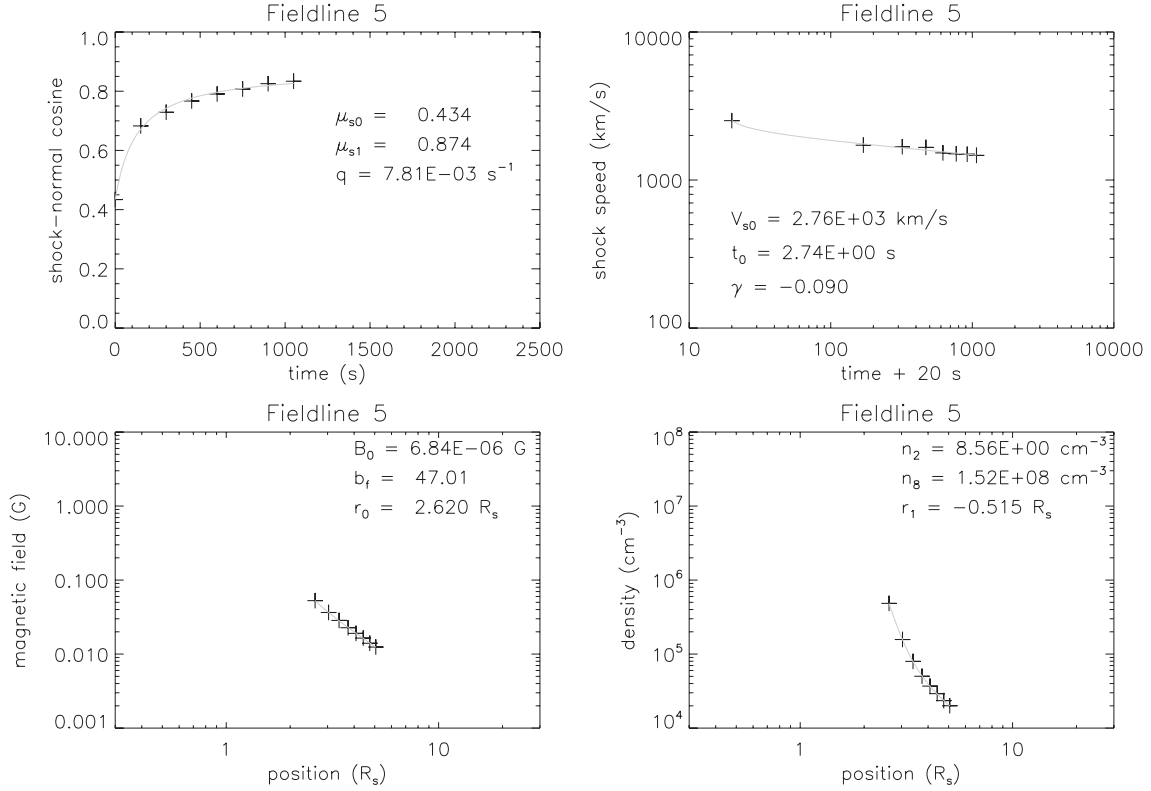 Fieldline 5
shock-normal cosine
1.0
0.8
0.6
0.4
0.2
0.0
μs0 = 0.434
μs1 = 0.874
q = 7.81E-03 s⁻¹
0 500 1000 1500 2000 2500
time (s)
Fieldline 5
shock speed (km/s)
10000
1000
100
Vs0 = 2.76E+03 km/s
t0 = 2.74E+00 s
γ = -0.090
10 100 1000 10000
time + 20 s
Fieldline 5
magnetic field (G)
10.000
1.000
0.100
0.010
0.001
B0 = 6.84E-06 G
bf = 47.01
r0 = 2.620 Rs
1 10
position (Rs)
Fieldline 5
density (cm⁻³)
10⁸
10⁷
10⁶
10⁵
10⁴
n2 = 8.56E+00 cm⁻³
n8 = 1.52E+08 cm⁻³
r1 = -0.515 Rs
1 10
position (Rs)